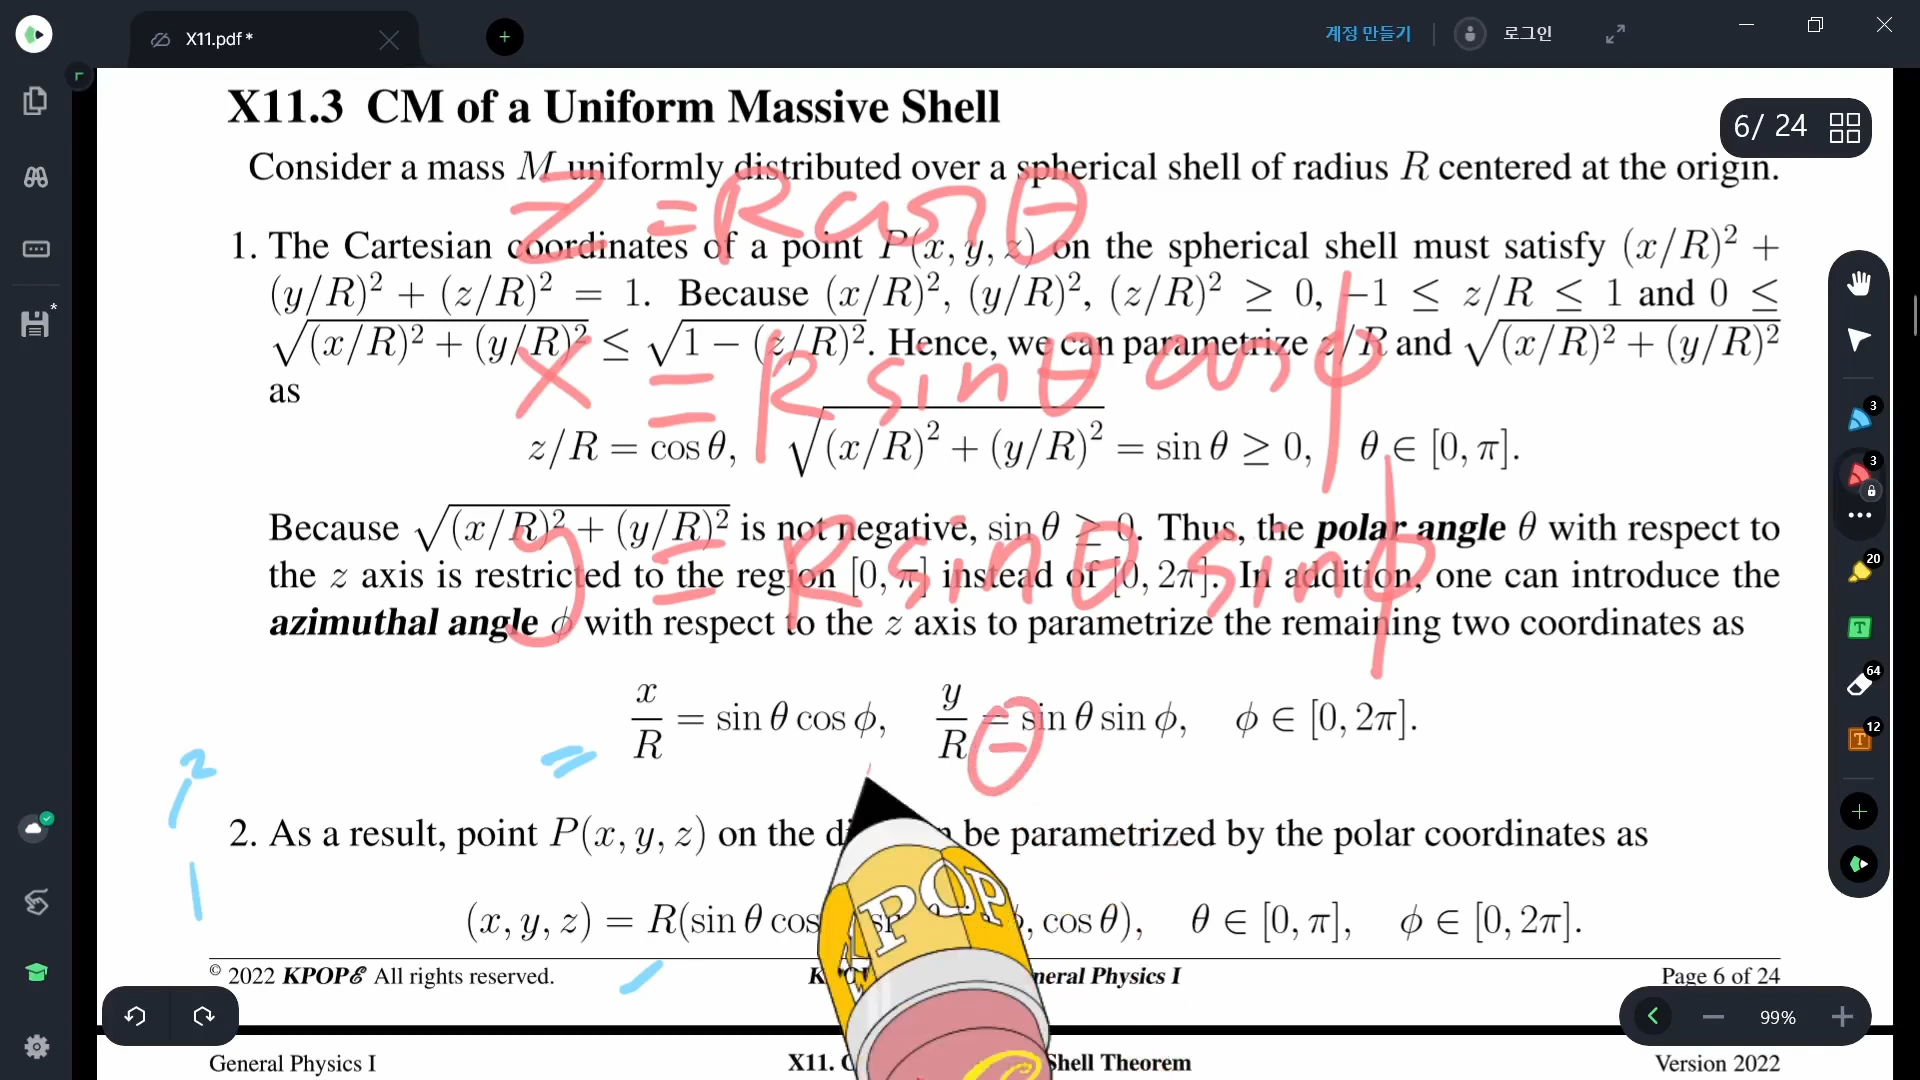 X11.pdf *
계정 만들기
로그인
X11.3 CM of a Uniform Massive Shell
6/ 24
Consider a mass M uniformly distributed over a spherical shell of radius R centered at the origin.
z = R cos θ
1. The Cartesian coordinates of a point P(x, y, z) on the spherical shell must satisfy (x/R)² +
(y/R)² + (z/R)² = 1. Because (x/R)², (y/R)², (z/R)² ≥ 0, −1 ≤ z/R ≤ 1 and 0 ≤
√(x/R)² + (y/R)² ≤ √1 − (z/R)². Hence, we can parametrize z/R and √(x/R)² + (y/R)²
x = R sin θ cos ϕ
as
z/R = cos θ, √(x/R)² + (y/R)² = sin θ ≥ 0, θ ∈ [0, π].
Because √(x/R)² + (y/R)² is not negative, sin θ ≥ 0. Thus, the polar angle θ with respect to
y = R sin θ sin ϕ
the z axis is restricted to the region [0, π] instead of [0, 2π]. In addition, one can introduce the
azimuthal angle ϕ with respect to the z axis to parametrize the remaining two coordinates as
x/R = sin θ cos ϕ, y/R = sin θ sin ϕ, ϕ ∈ [0, 2π].
θ
2. As a result, point P(x, y, z) on the be parametrized by the polar coordinates as
(x, y, z) = R(sin θ cos , cos θ), θ ∈ [0, π], ϕ ∈ [0, 2π].
© 2022 KPOPE All rights reserved. General Physics I Page 6 of 24
99%
General Physics I X11. Shell Theorem Version 2022
KPOP
3
3
20
64
12